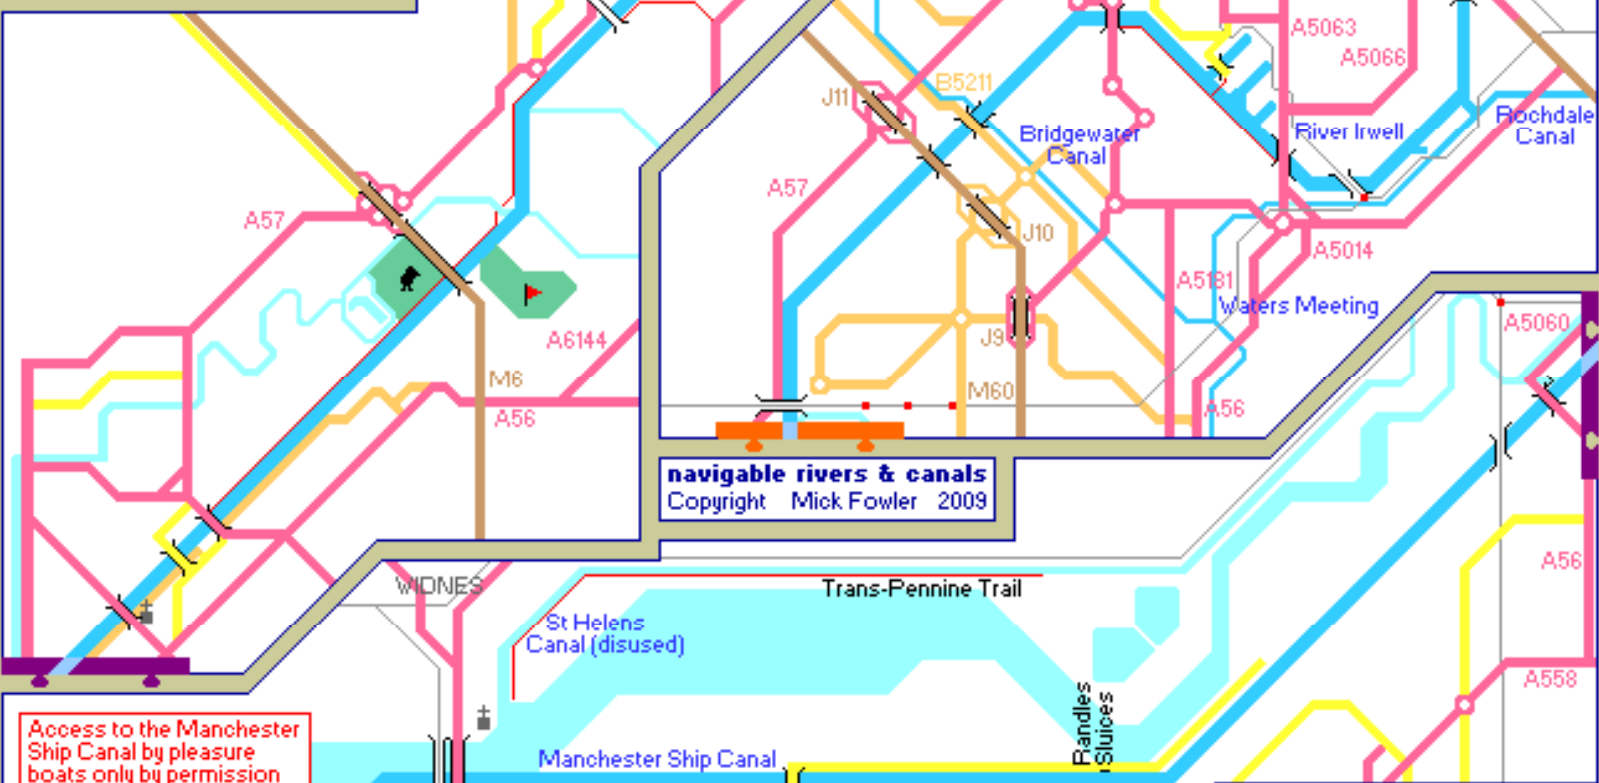 A5063
A5066
B5211
J11
Bridgewater
Canal
River Irwell
Rochdale
Canal
A57
A57
J10
A5014
A5181
Waters Meeting
A5060
A6144
J9
M6
M60
A56
A56
navigable rivers & canals
Copyright Mick Fowler 2009
A56
WIDNES
Trans-Pennine Trail
St Helens
Canal (disused)
A558
Randles
Sluices
Access to the Manchester
Ship Canal by pleasure
boats only by permission
Manchester Ship Canal